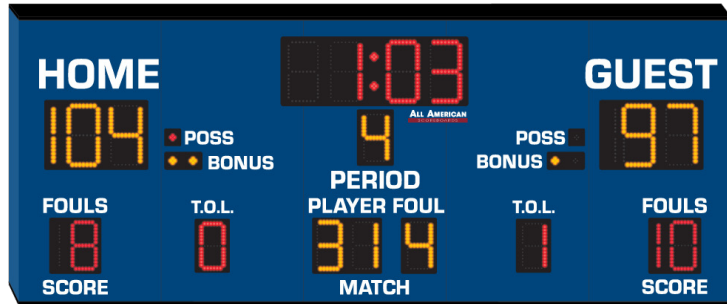 1:03
HOME
GUEST
104
97
ALL AMERICAN
SCOREBOARDS
4
POSS
POSS
BONUS
BONUS
PERIOD
FOULS
T.O.L.
PLAYER FOUL
T.O.L.
FOULS
8
0
31 4
1
10
SCORE
MATCH
SCORE